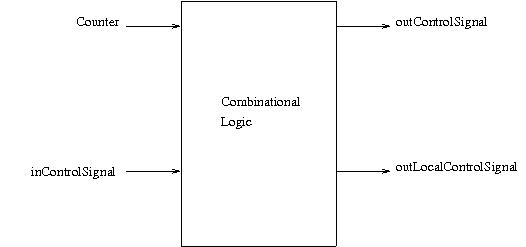 Counter
outControlSignal
Combinational
Logic
inControlSignal
outLocalControlSignal